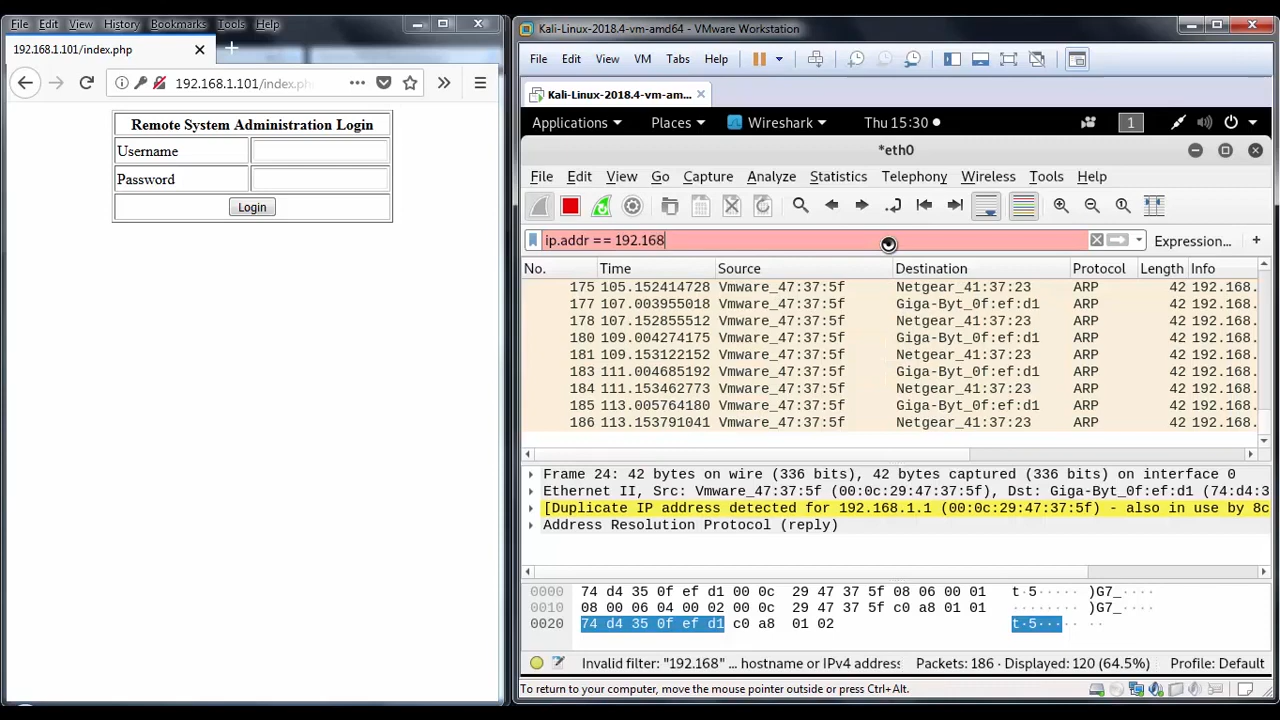 File Edit View History Bookmarks Tools Help
192.168.1.101/index.php
192.168.1.101/index.ph
Remote System Administration Login
Username
Password
Login
Kali-Linux-2018.4-vm-amd64 - VMware Workstation
File Edit View VM Tabs Help
Kali-Linux-2018.4-vm-am...
Applications Places Wireshark Thu 15:30 1
*eth0
File Edit View Go Capture Analyze Statistics Telephony Wireless Tools Help
ip.addr == 192.168 Expression... +
No. Time Source Destination Protocol Length Info
175 105.152414728 Vmware_47:37:5f Netgear_41:37:23 ARP 42 192.168.
177 107.003955018 Vmware_47:37:5f Giga-Byt_0f:ef:d1 ARP 42 192.168.
178 107.152855512 Vmware_47:37:5f Netgear_41:37:23 ARP 42 192.168.
180 109.004274175 Vmware_47:37:5f Giga-Byt_0f:ef:d1 ARP 42 192.168.
181 109.153122152 Vmware_47:37:5f Netgear_41:37:23 ARP 42 192.168.
183 111.004685192 Vmware_47:37:5f Giga-Byt_0f:ef:d1 ARP 42 192.168.
184 111.153462773 Vmware_47:37:5f Netgear_41:37:23 ARP 42 192.168.
185 113.005764180 Vmware_47:37:5f Giga-Byt_0f:ef:d1 ARP 42 192.168.
186 113.153791041 Vmware_47:37:5f Netgear_41:37:23 ARP 42 192.168.
Frame 24: 42 bytes on wire (336 bits), 42 bytes captured (336 bits) on interface 0
Ethernet II, Src: Vmware_47:37:5f (00:0c:29:47:37:5f), Dst: Giga-Byt_0f:ef:d1 (74:d4:3
[Duplicate IP address detected for 192.168.1.1 (00:0c:29:47:37:5f) - also in use by 8c
Address Resolution Protocol (reply)
0000 74 d4 35 0f ef d1 00 0c 29 47 37 5f 08 06 00 01 t·5····· )G7_····
0010 08 00 06 04 00 02 00 0c 29 47 37 5f c0 a8 01 01 ········ )G7_····
0020 74 d4 35 0f ef d1 c0 a8 01 02 t·5····· ··
Invalid filter: "192.168" ... hostname or IPv4 address Packets: 186 · Displayed: 120 (64.5%) Profile: Default
To return to your computer, move the mouse pointer outside or press Ctrl+Alt.